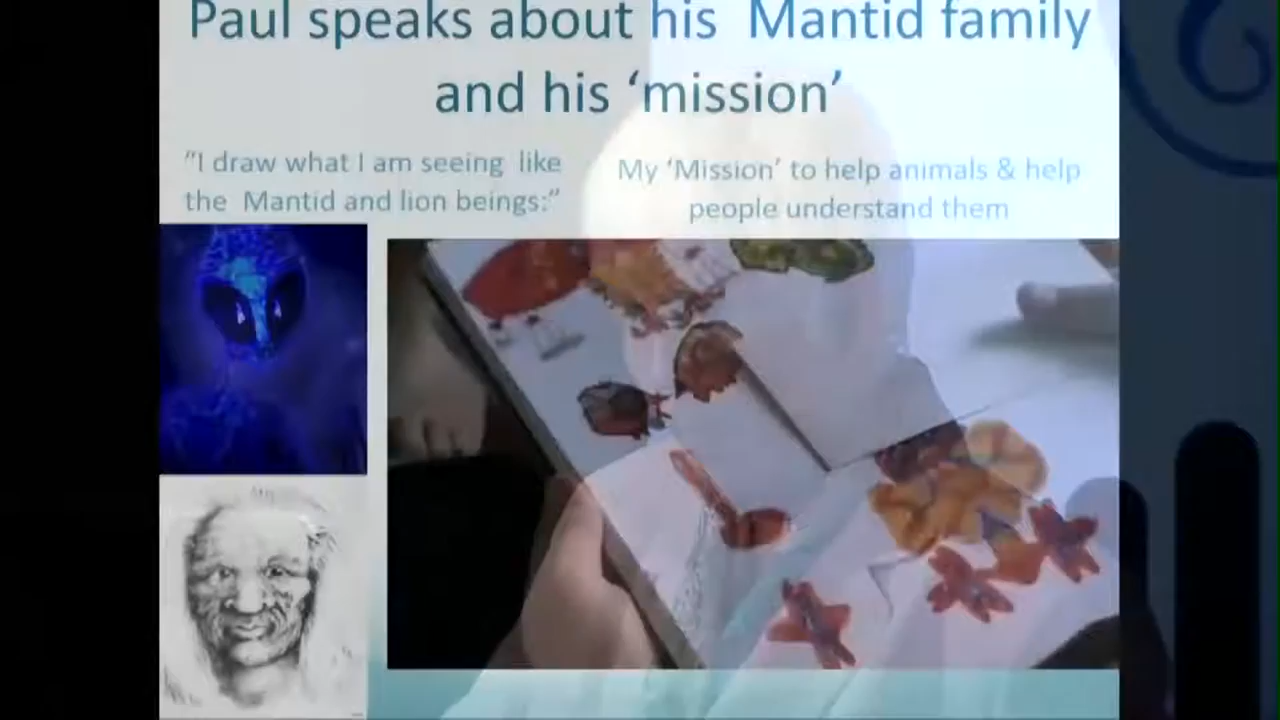 Paul speaks about his Mantid family
and his ‘mission’
“I draw what I am seeing like
the Mantid and lion beings:”
My ‘Mission’ to help animals & help
people understand them